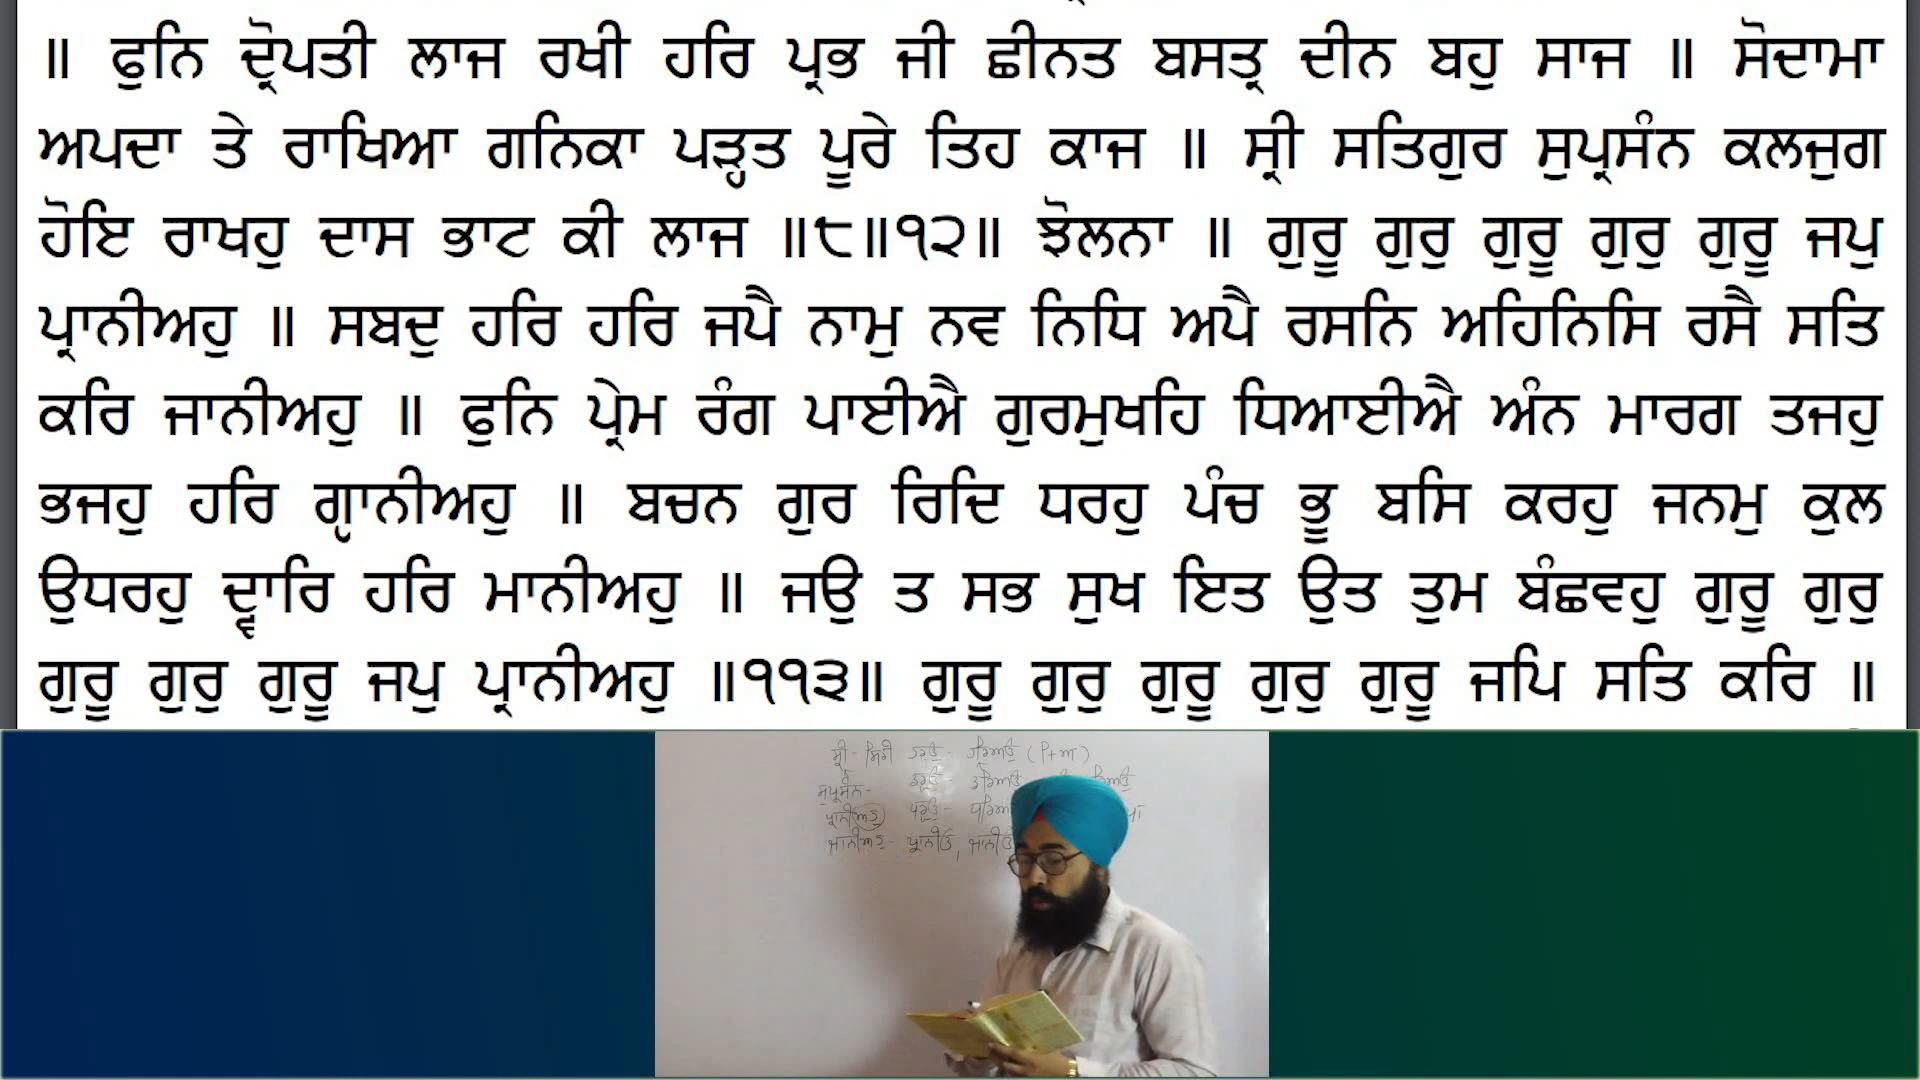 ॥ ਫੁਨਿ ਦ੍ਰੋਪਤੀ ਲਾਜ ਰਖੀ ਹਰਿ ਪ੍ਰਭ ਜੀ ਛੀਨਤ ਬਸਤ੍ਰ ਦੀਨ ਬਹੁ ਸਾਜ ॥ ਸੋਦਾਮਾ
ਅਪਦਾ ਤੇ ਰਾਖਿਆ ਗਨਿਕਾ ਪੜ੍ਹਤ ਪੂਰੇ ਤਿਹ ਕਾਜ ॥ ਸ੍ਰੀ ਸਤਿਗੁਰ ਸੁਪ੍ਰਸੰਨ ਕਲਜੁਗ
ਹੋਇ ਰਾਖਹੁ ਦਾਸ ਭਾਟ ਕੀ ਲਾਜ ॥੮॥੧੨॥ ਝੋਲਨਾ ॥ ਗੁਰੂ ਗੁਰੁ ਗੁਰੂ ਗੁਰੁ ਗੁਰੂ ਜਪੁ
ਪ੍ਰਾਨੀਅਹੁ ॥ ਸਬਦੁ ਹਰਿ ਹਰਿ ਜਪੈ ਨਾਮੁ ਨਵ ਨਿਧਿ ਅਪੈ ਰਸਨਿ ਅਹਿਨਿਸਿ ਰਸੈ ਸਤਿ
ਕਰਿ ਜਾਨੀਅਹੁ ॥ ਫੁਨਿ ਪ੍ਰੇਮ ਰੰਗ ਪਾਈਐ ਗੁਰਮੁਖਹਿ ਧਿਆਈਐ ਅੰਨ ਮਾਰਗ ਤਜਹੁ
ਭਜਹੁ ਹਰਿ ਗੵਾਨੀਅਹੁ ॥ ਬਚਨ ਗੁਰ ਰਿਦਿ ਧਰਹੁ ਪੰਚ ਭੂ ਬਸਿ ਕਰਹੁ ਜਨਮੁ ਕੁਲ
ਉਧਰਹੁ ਦ੍ਵਾਰਿ ਹਰਿ ਮਾਨੀਅਹੁ ॥ ਜਉ ਤ ਸਭ ਸੁਖ ਇਤ ਉਤ ਤੁਮ ਬੰਛਵਹੁ ਗੁਰੂ ਗੁਰੁ
ਗੁਰੂ ਗੁਰੁ ਗੁਰੂ ਜਪੁ ਪ੍ਰਾਨੀਅਹੁ ॥੧੧੩॥ ਗੁਰੂ ਗੁਰੁ ਗੁਰੂ ਗੁਰੁ ਗੁਰੂ ਜਪਿ ਸਤਿ ਕਰਿ ॥
ਸ੍ਰੀ - ਸਿਰੀ